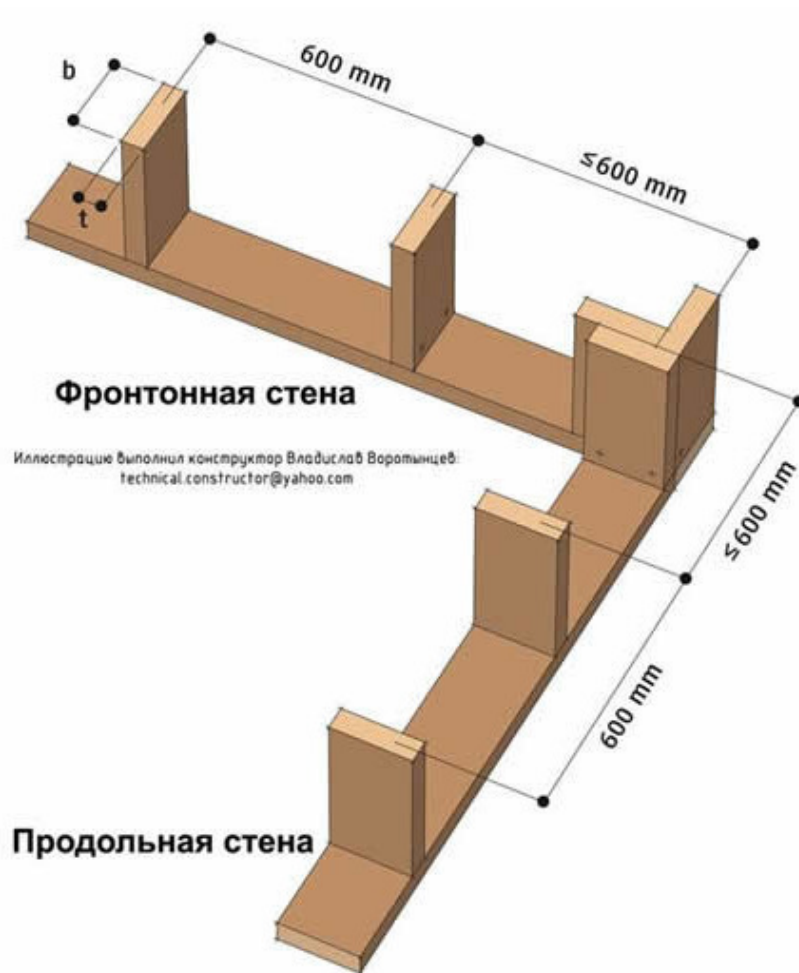 b
600 mm
≤600 mm
t
Фронтонная стена
Иллюстрацию выполнил конструктор Владислав Воротынцев:
technical.constructor@yahoo.com
≤600 mm
600 mm
Продольная стена